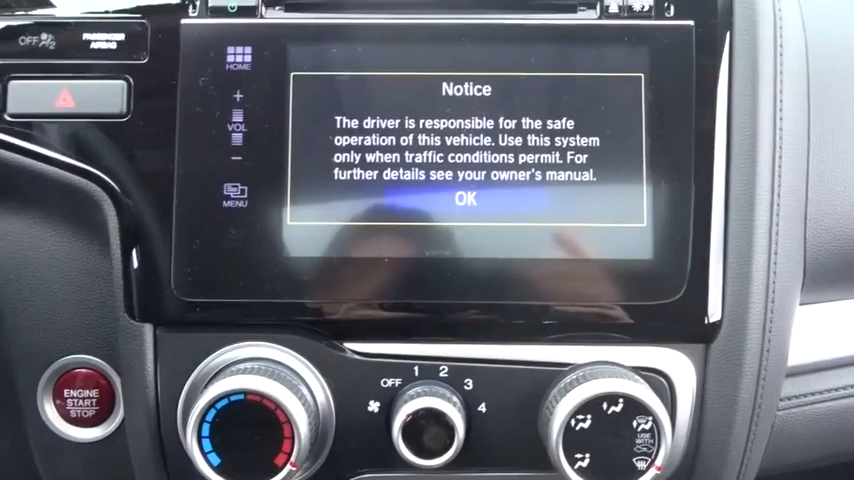 OFF
PASSENGER
AIRBAG
HOME
+
VOL
-
MENU
Notice
The driver is responsible for the safe
operation of this vehicle. Use this system
only when traffic conditions permit. For
further details see your owner's manual.
OK
ENGINE
START
STOP
OFF 1 2 3 4
USE
WITH